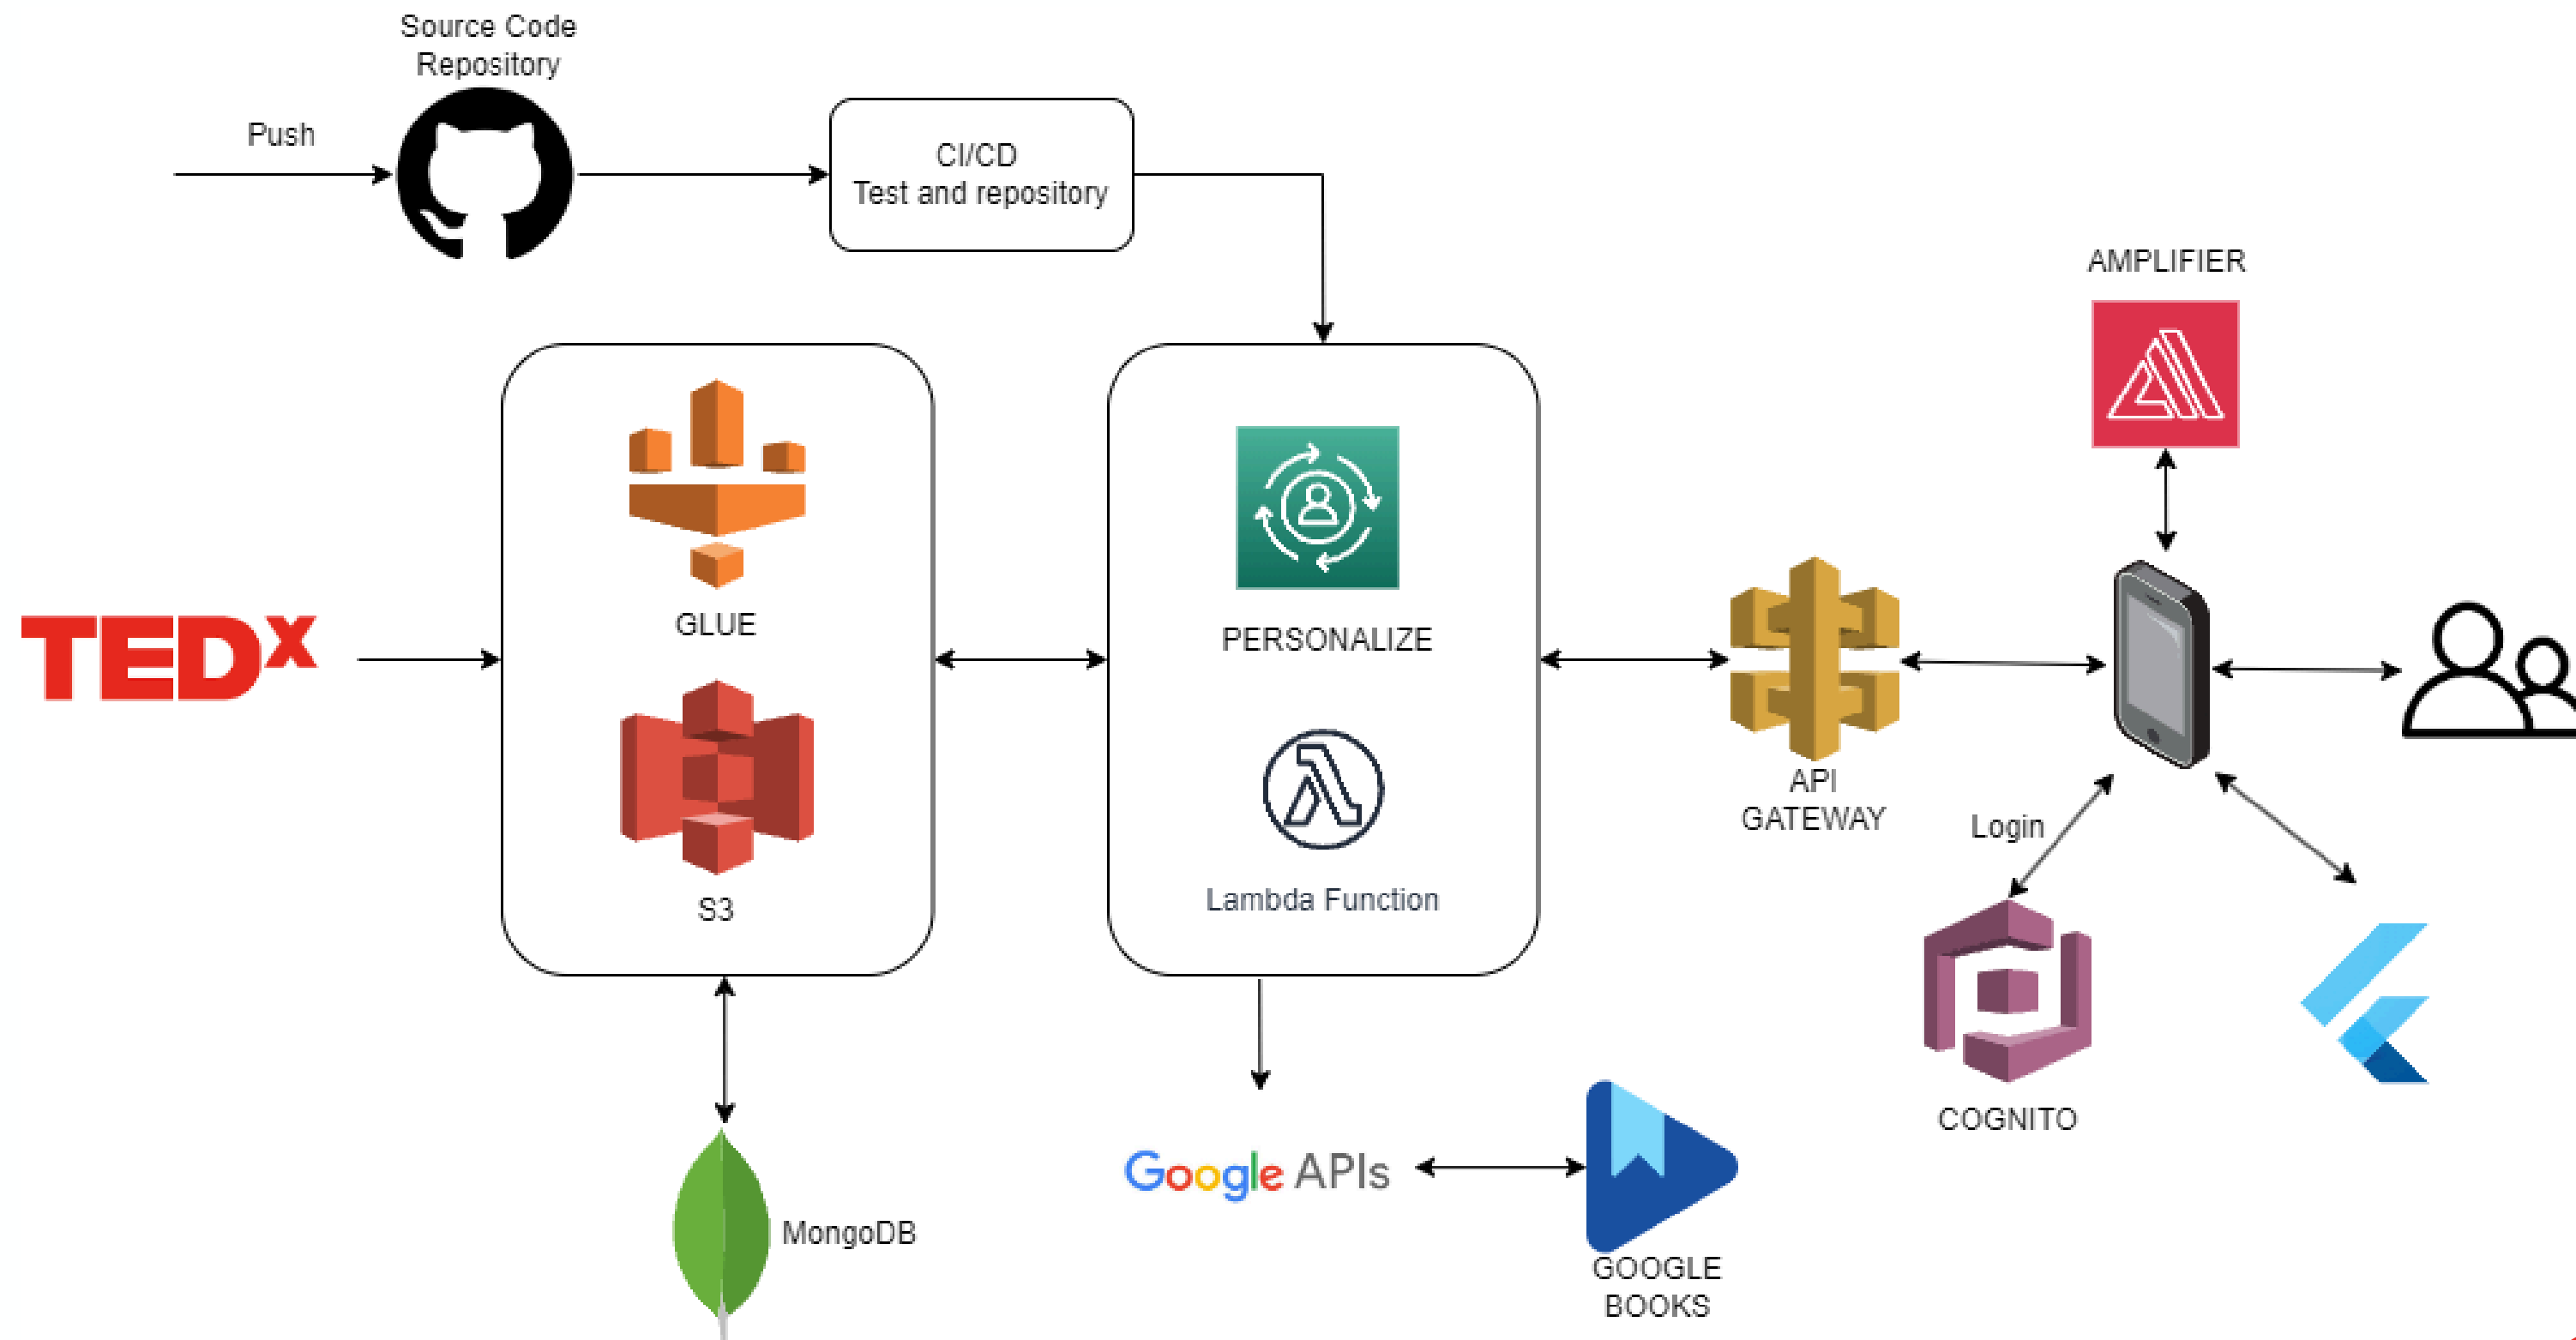 Source Code
Repository
Push
CI/CD
Test and repository
AMPLIFIER
GLUE
TEDx
PERSONALIZE
API
GATEWAY
Login
Lambda Function
S3
COGNITO
Google APIs
MongoDB
GOOGLE
BOOKS